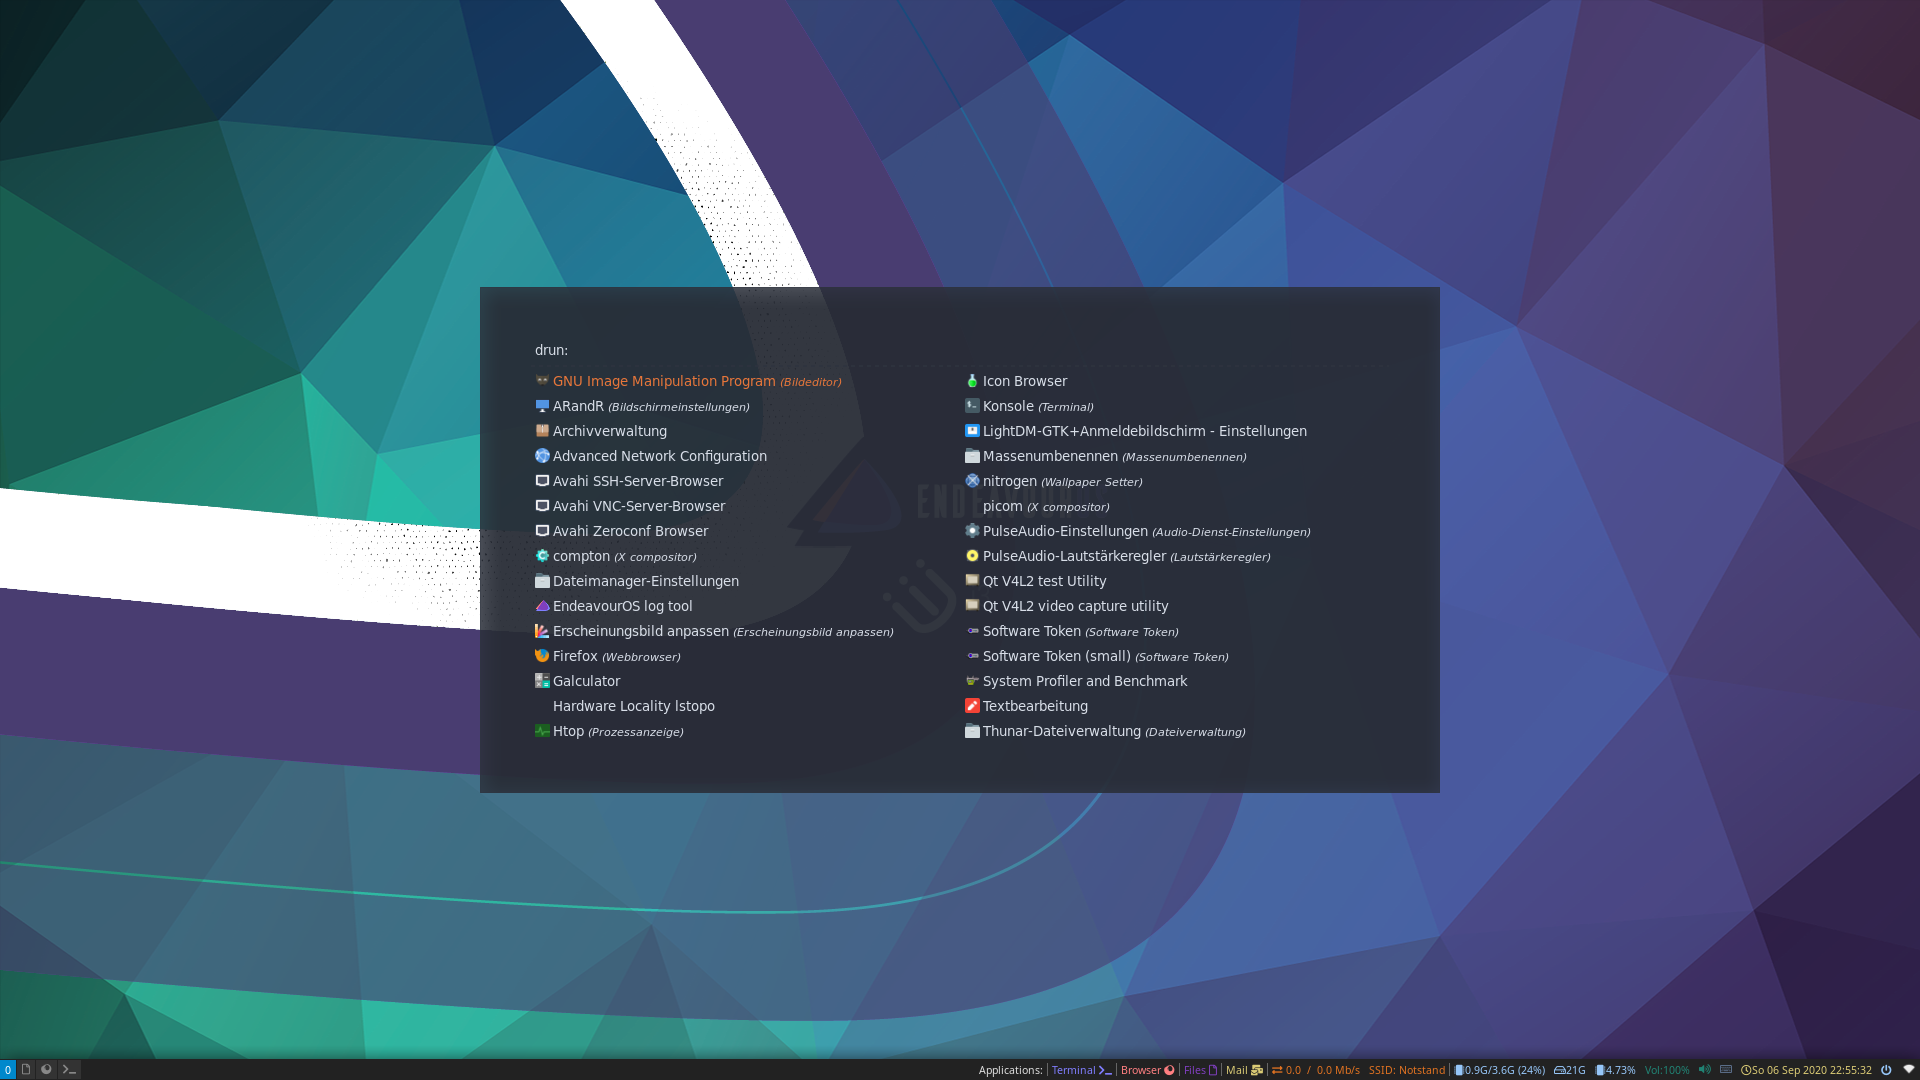 drun:
GNU Image Manipulation Program (Bildeditor)
ARandR (Bildschirmeinstellungen)
Archivverwaltung
Advanced Network Configuration
Avahi SSH-Server-Browser
Avahi VNC-Server-Browser
Avahi Zeroconf Browser
compton (X compositor)
Dateimanager-Einstellungen
EndeavourOS log tool
Erscheinungsbild anpassen (Erscheinungsbild anpassen)
Firefox (Webbrowser)
Galculator
Hardware Locality lstopo
Htop (Prozessanzeige)
Icon Browser
Konsole (Terminal)
LightDM-GTK+Anmeldebildschirm - Einstellungen
Massenumbenennen (Massenumbenennen)
nitrogen (Wallpaper Setter)
picom (X compositor)
PulseAudio-Einstellungen (Audio-Dienst-Einstellungen)
PulseAudio-Lautstärkeregler (Lautstärkeregler)
Qt V4L2 test Utility
Qt V4L2 video capture utility
Software Token (Software Token)
Software Token (small) (Software Token)
System Profiler and Benchmark
Textbearbeitung
Thunar-Dateiverwaltung (Dateiverwaltung)
ENDEAVOUR
0 Applications: Terminal Browser Files Mail 0.0 / 0.0 Mb/s SSID: Notstand 0.9G/3.6G (24%) 21G 4.73% Vol:100% So 06 Sep 2020 22:55:32